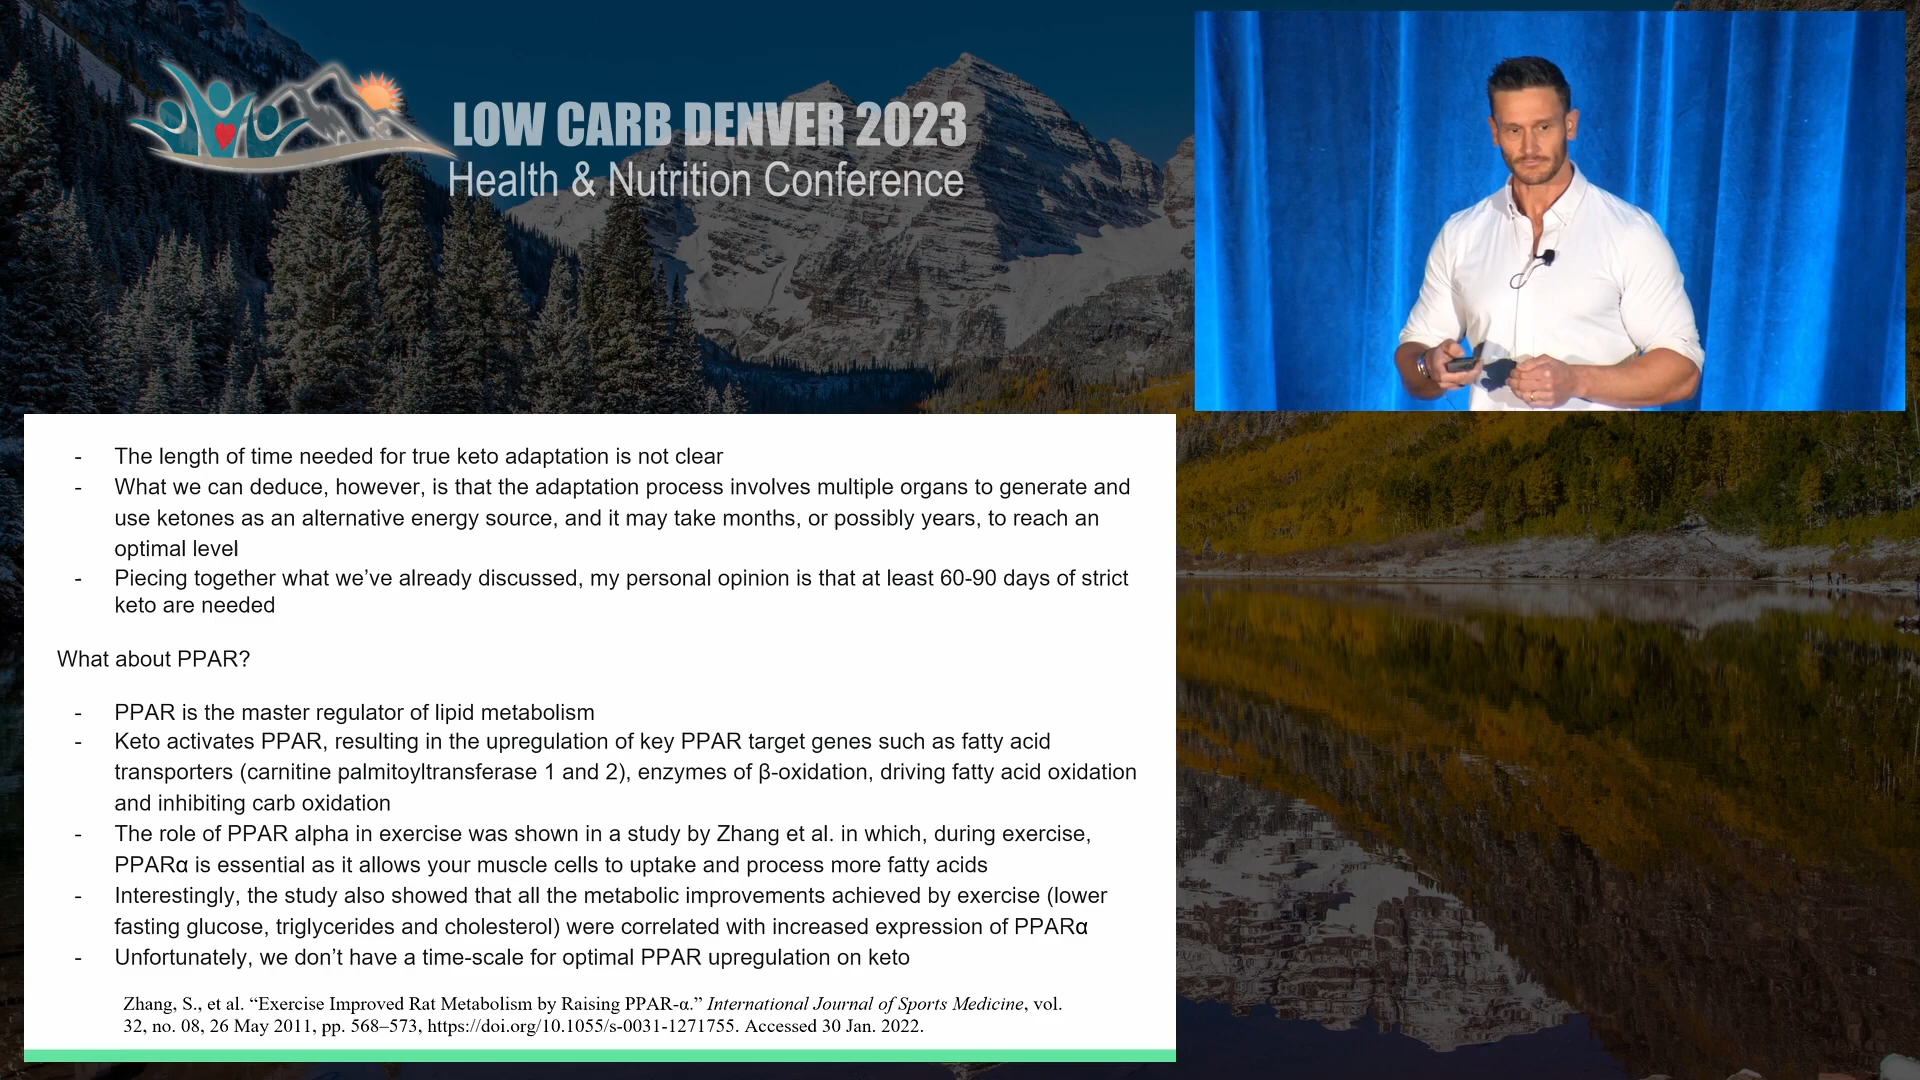 LOW CARB DENVER 2023
Health & Nutrition Conference
- The length of time needed for true keto adaptation is not clear
- What we can deduce, however, is that the adaptation process involves multiple organs to generate and
use ketones as an alternative energy source, and it may take months, or possibly years, to reach an
optimal level
- Piecing together what we’ve already discussed, my personal opinion is that at least 60-90 days of strict
keto are needed
What about PPAR?
- PPAR is the master regulator of lipid metabolism
- Keto activates PPAR, resulting in the upregulation of key PPAR target genes such as fatty acid
transporters (carnitine palmitoyltransferase 1 and 2), enzymes of β-oxidation, driving fatty acid oxidation
and inhibiting carb oxidation
- The role of PPAR alpha in exercise was shown in a study by Zhang et al. in which, during exercise,
PPARα is essential as it allows your muscle cells to uptake and process more fatty acids
- Interestingly, the study also showed that all the metabolic improvements achieved by exercise (lower
fasting glucose, triglycerides and cholesterol) were correlated with increased expression of PPARα
- Unfortunately, we don’t have a time-scale for optimal PPAR upregulation on keto
Zhang, S., et al. “Exercise Improved Rat Metabolism by Raising PPAR-α.” International Journal of Sports Medicine, vol.
32, no. 08, 26 May 2011, pp. 568–573, https://doi.org/10.1055/s-0031-1271755. Accessed 30 Jan. 2022.